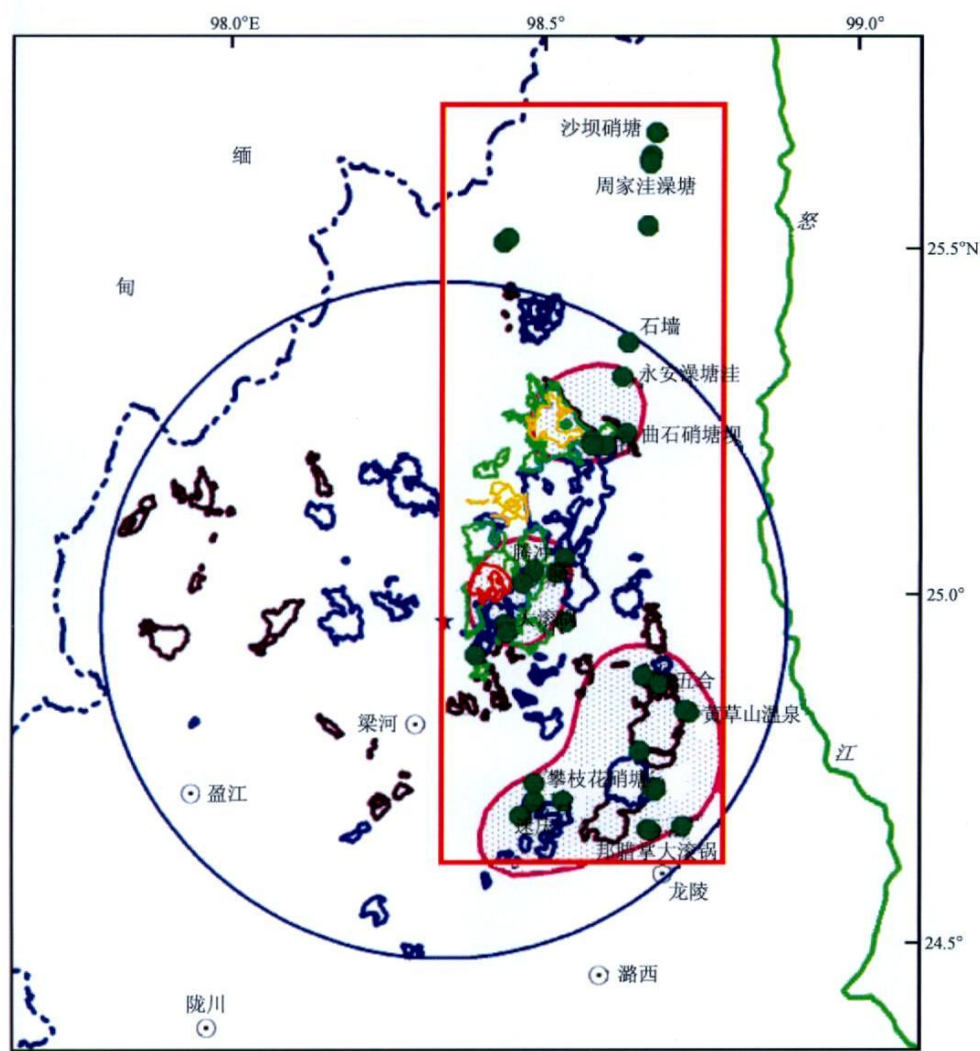 98.0°E
98.5°
99.0°
缅
甸
沙坝硝塘
周家洼澡塘
怒
25.5°N
石墙
永安澡塘洼
曲石硝塘坝
腾冲
25.0°
大滚锅
五合
黄草山温泉
梁河
江
攀枝花硝塘
盈江
邦腊掌大滚锅
龙陵
24.5°
潞西
陇川